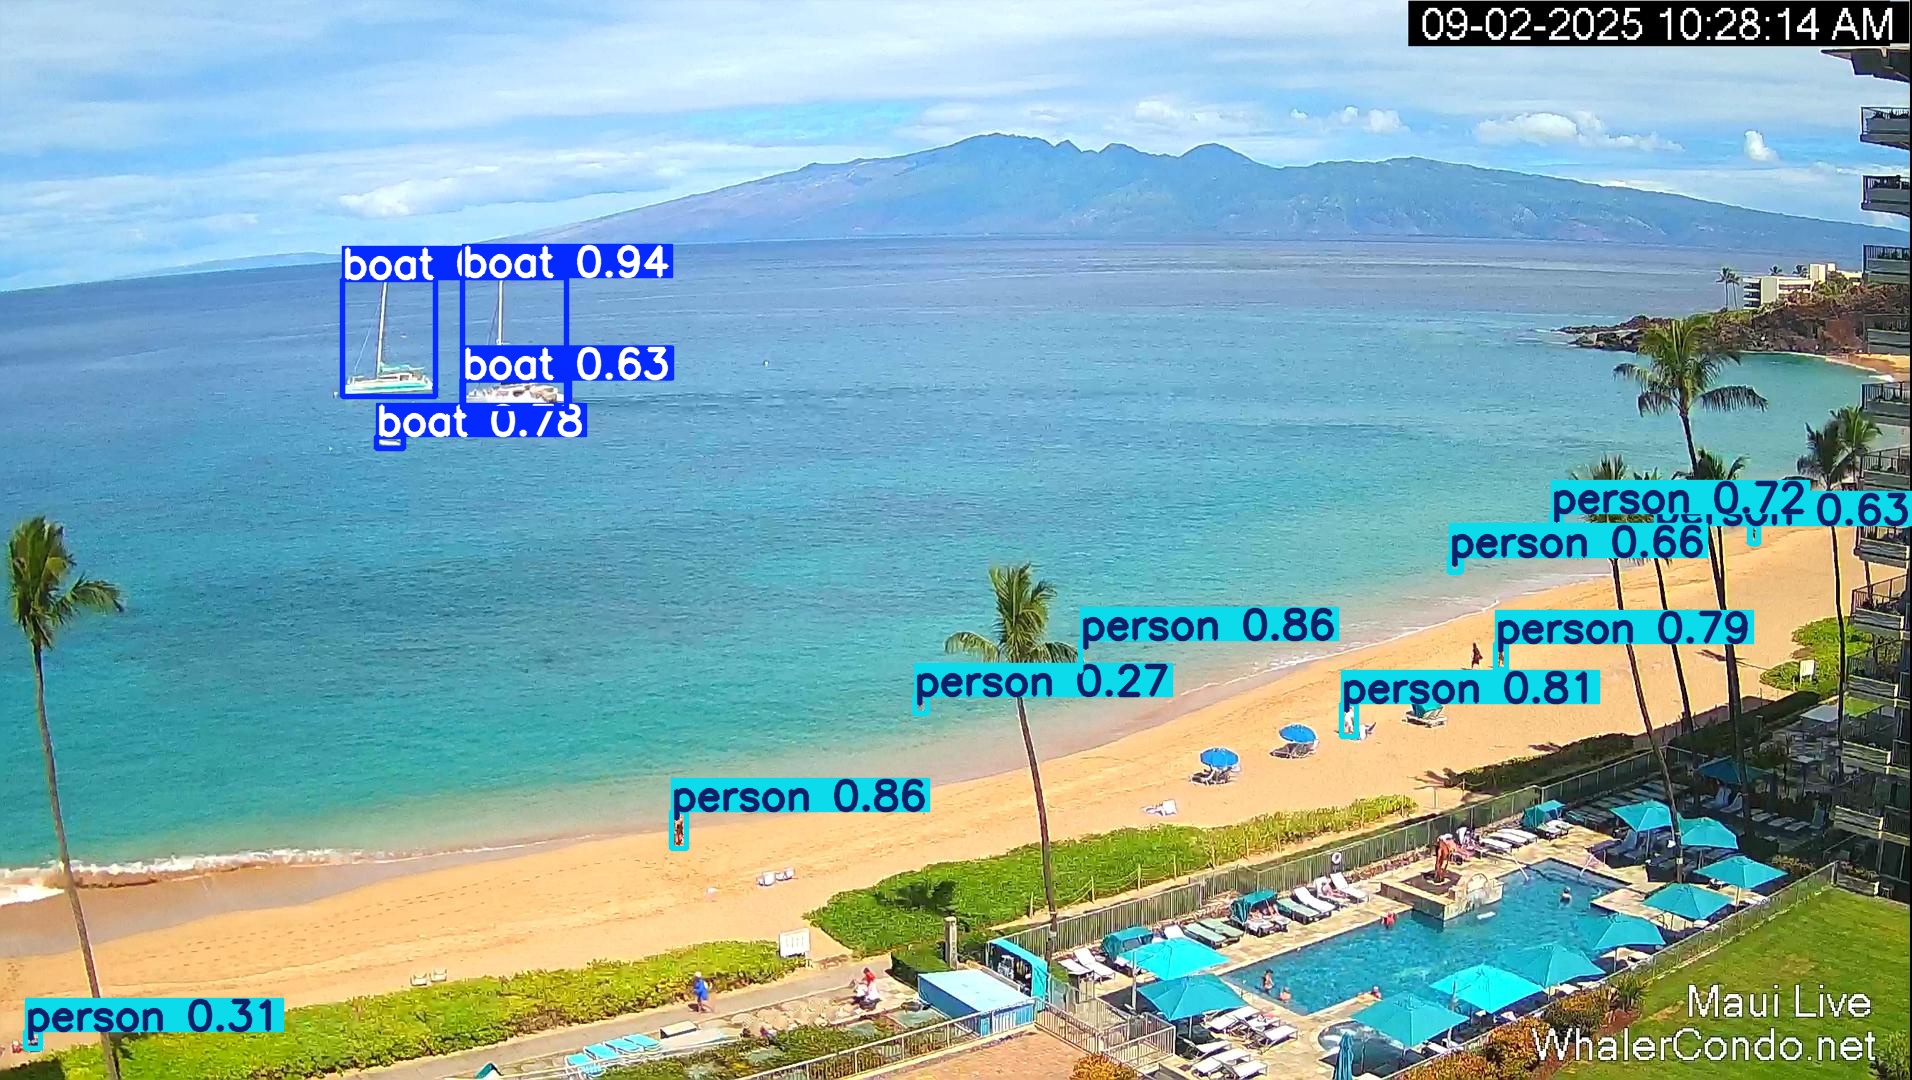 09-02-2025 10:28:14 AM
boat
boat 0.94
boat 0.63
boat 0.78
person 0.72
0.63
person 0.66
person 0.86
person 0.79
person 0.27
person 0.81
person 0.86
person 0.31
Maui Live
WhalerCondo.net